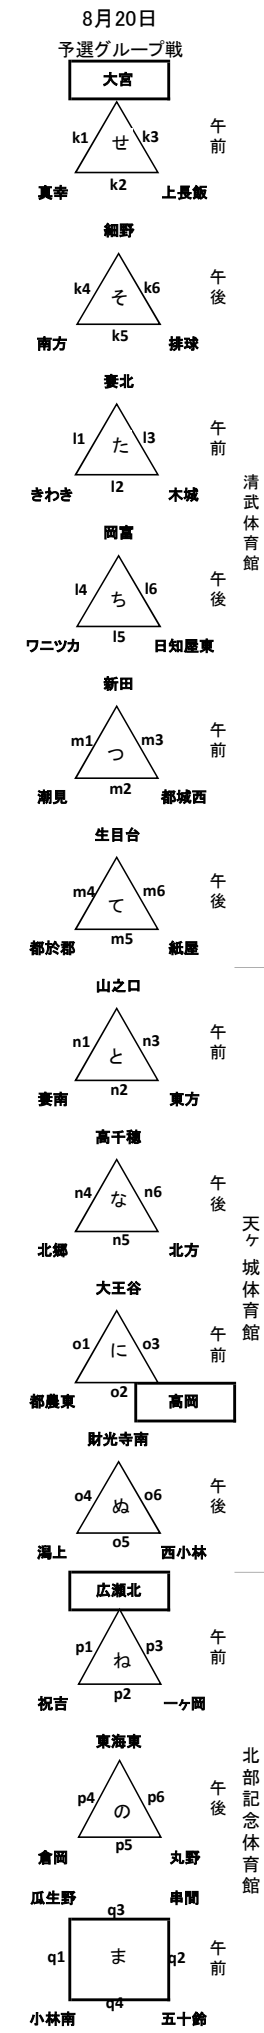 8月20日
予選グループ戦
大宮
午前
k1 せ k3
k2
真幸 上長飯
細野
午後
k4 そ k6
k5
南方 排球
妻北
午前
l1 た l3
l2
きわき 木城
清武体育館
岡富
午後
l4 ち l6
l5
ワニツカ 日知屋東
新田
午前
m1 つ m3
m2
潮見 都城西
生目台
午後
m4 て m6
m5
都於郡 紙屋
山之口
午前
n1 と n3
n2
妻南 東方
高千穂
午後
n4 な n6
n5
北郷 北方
天ヶ城体育館
大王谷
午前
o1 に o3
o2
都農東 高岡
財光寺南
午後
o4 ぬ o6
o5
潟上 西小林
広瀬北
午前
p1 ね p3
p2
祝吉 一ヶ岡
東海東
午後
p4 の p6
p5
倉岡 丸野
北部記念体育館
瓜生野 串間
q3
午前
q1 ま q2
q4
小林南 五十鈴